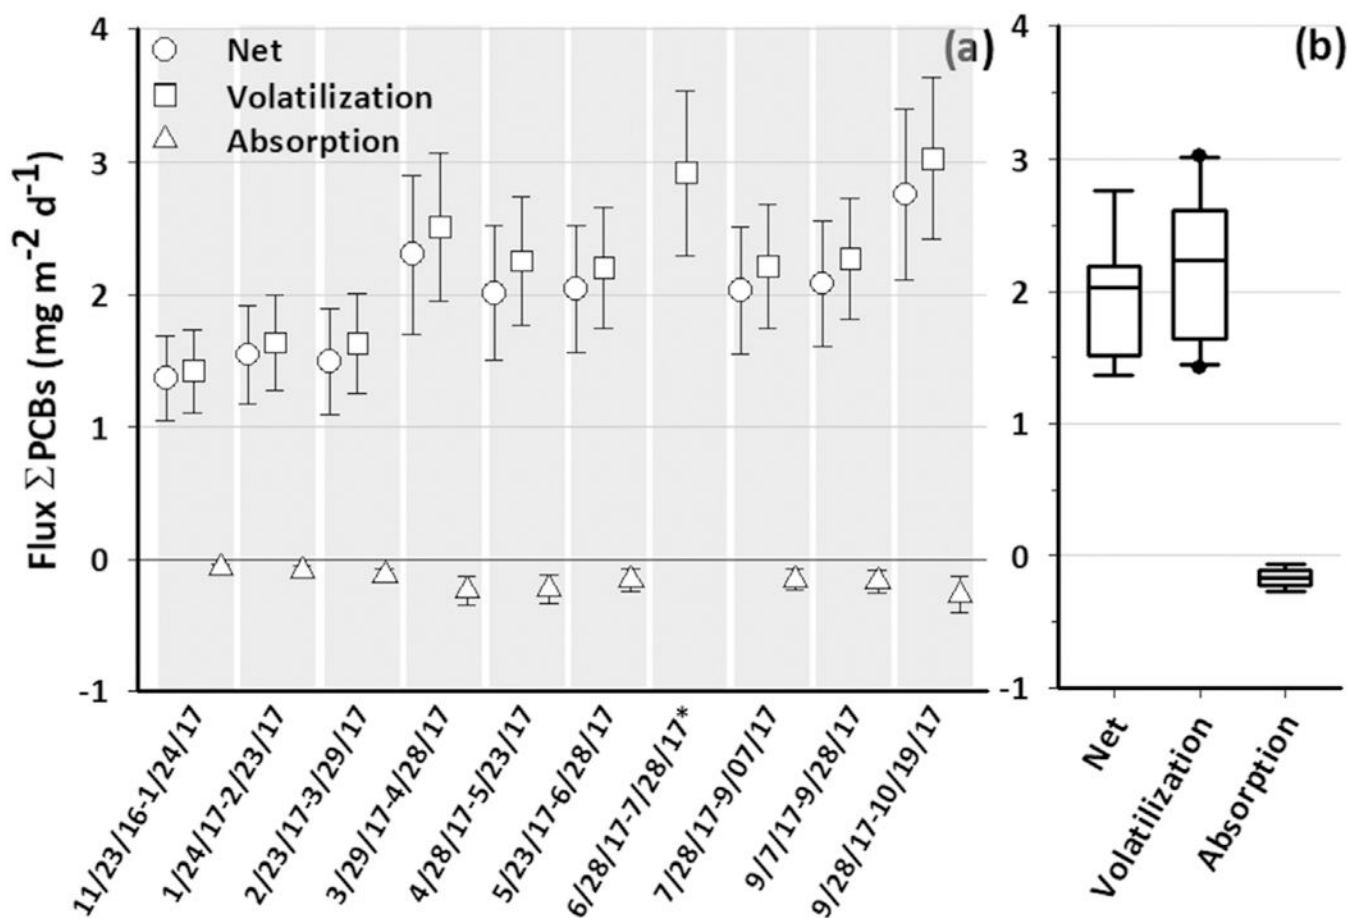 4
3
2
1
0
-1
Flux ΣPCBs (mg m⁻² d⁻¹)
Net
Volatilization
Absorption
(a)
11/23/16-1/24/17
1/24/17-2/23/17
2/23/17-3/29/17
3/29/17-4/28/17
4/28/17-5/23/17
5/23/17-6/28/17
6/28/17-7/28/17*
7/28/17-9/07/17
9/7/17-9/28/17
9/28/17-10/19/17
4
3
2
1
0
-1
(b)
Net
Volatilization
Absorption